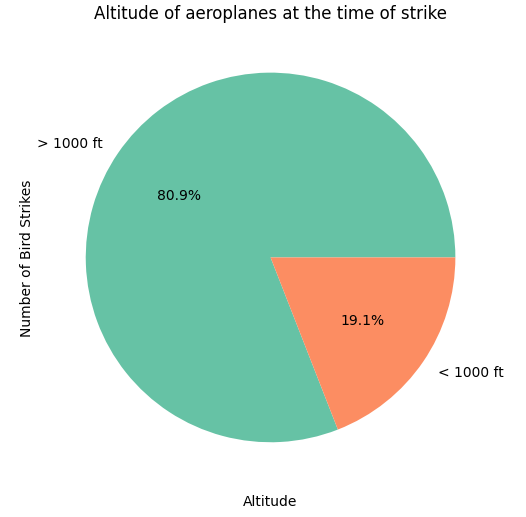 Altitude of aeroplanes at the time of strike
> 1000 ft
80.9%
Number of Bird Strikes
19.1%
< 1000 ft
Altitude